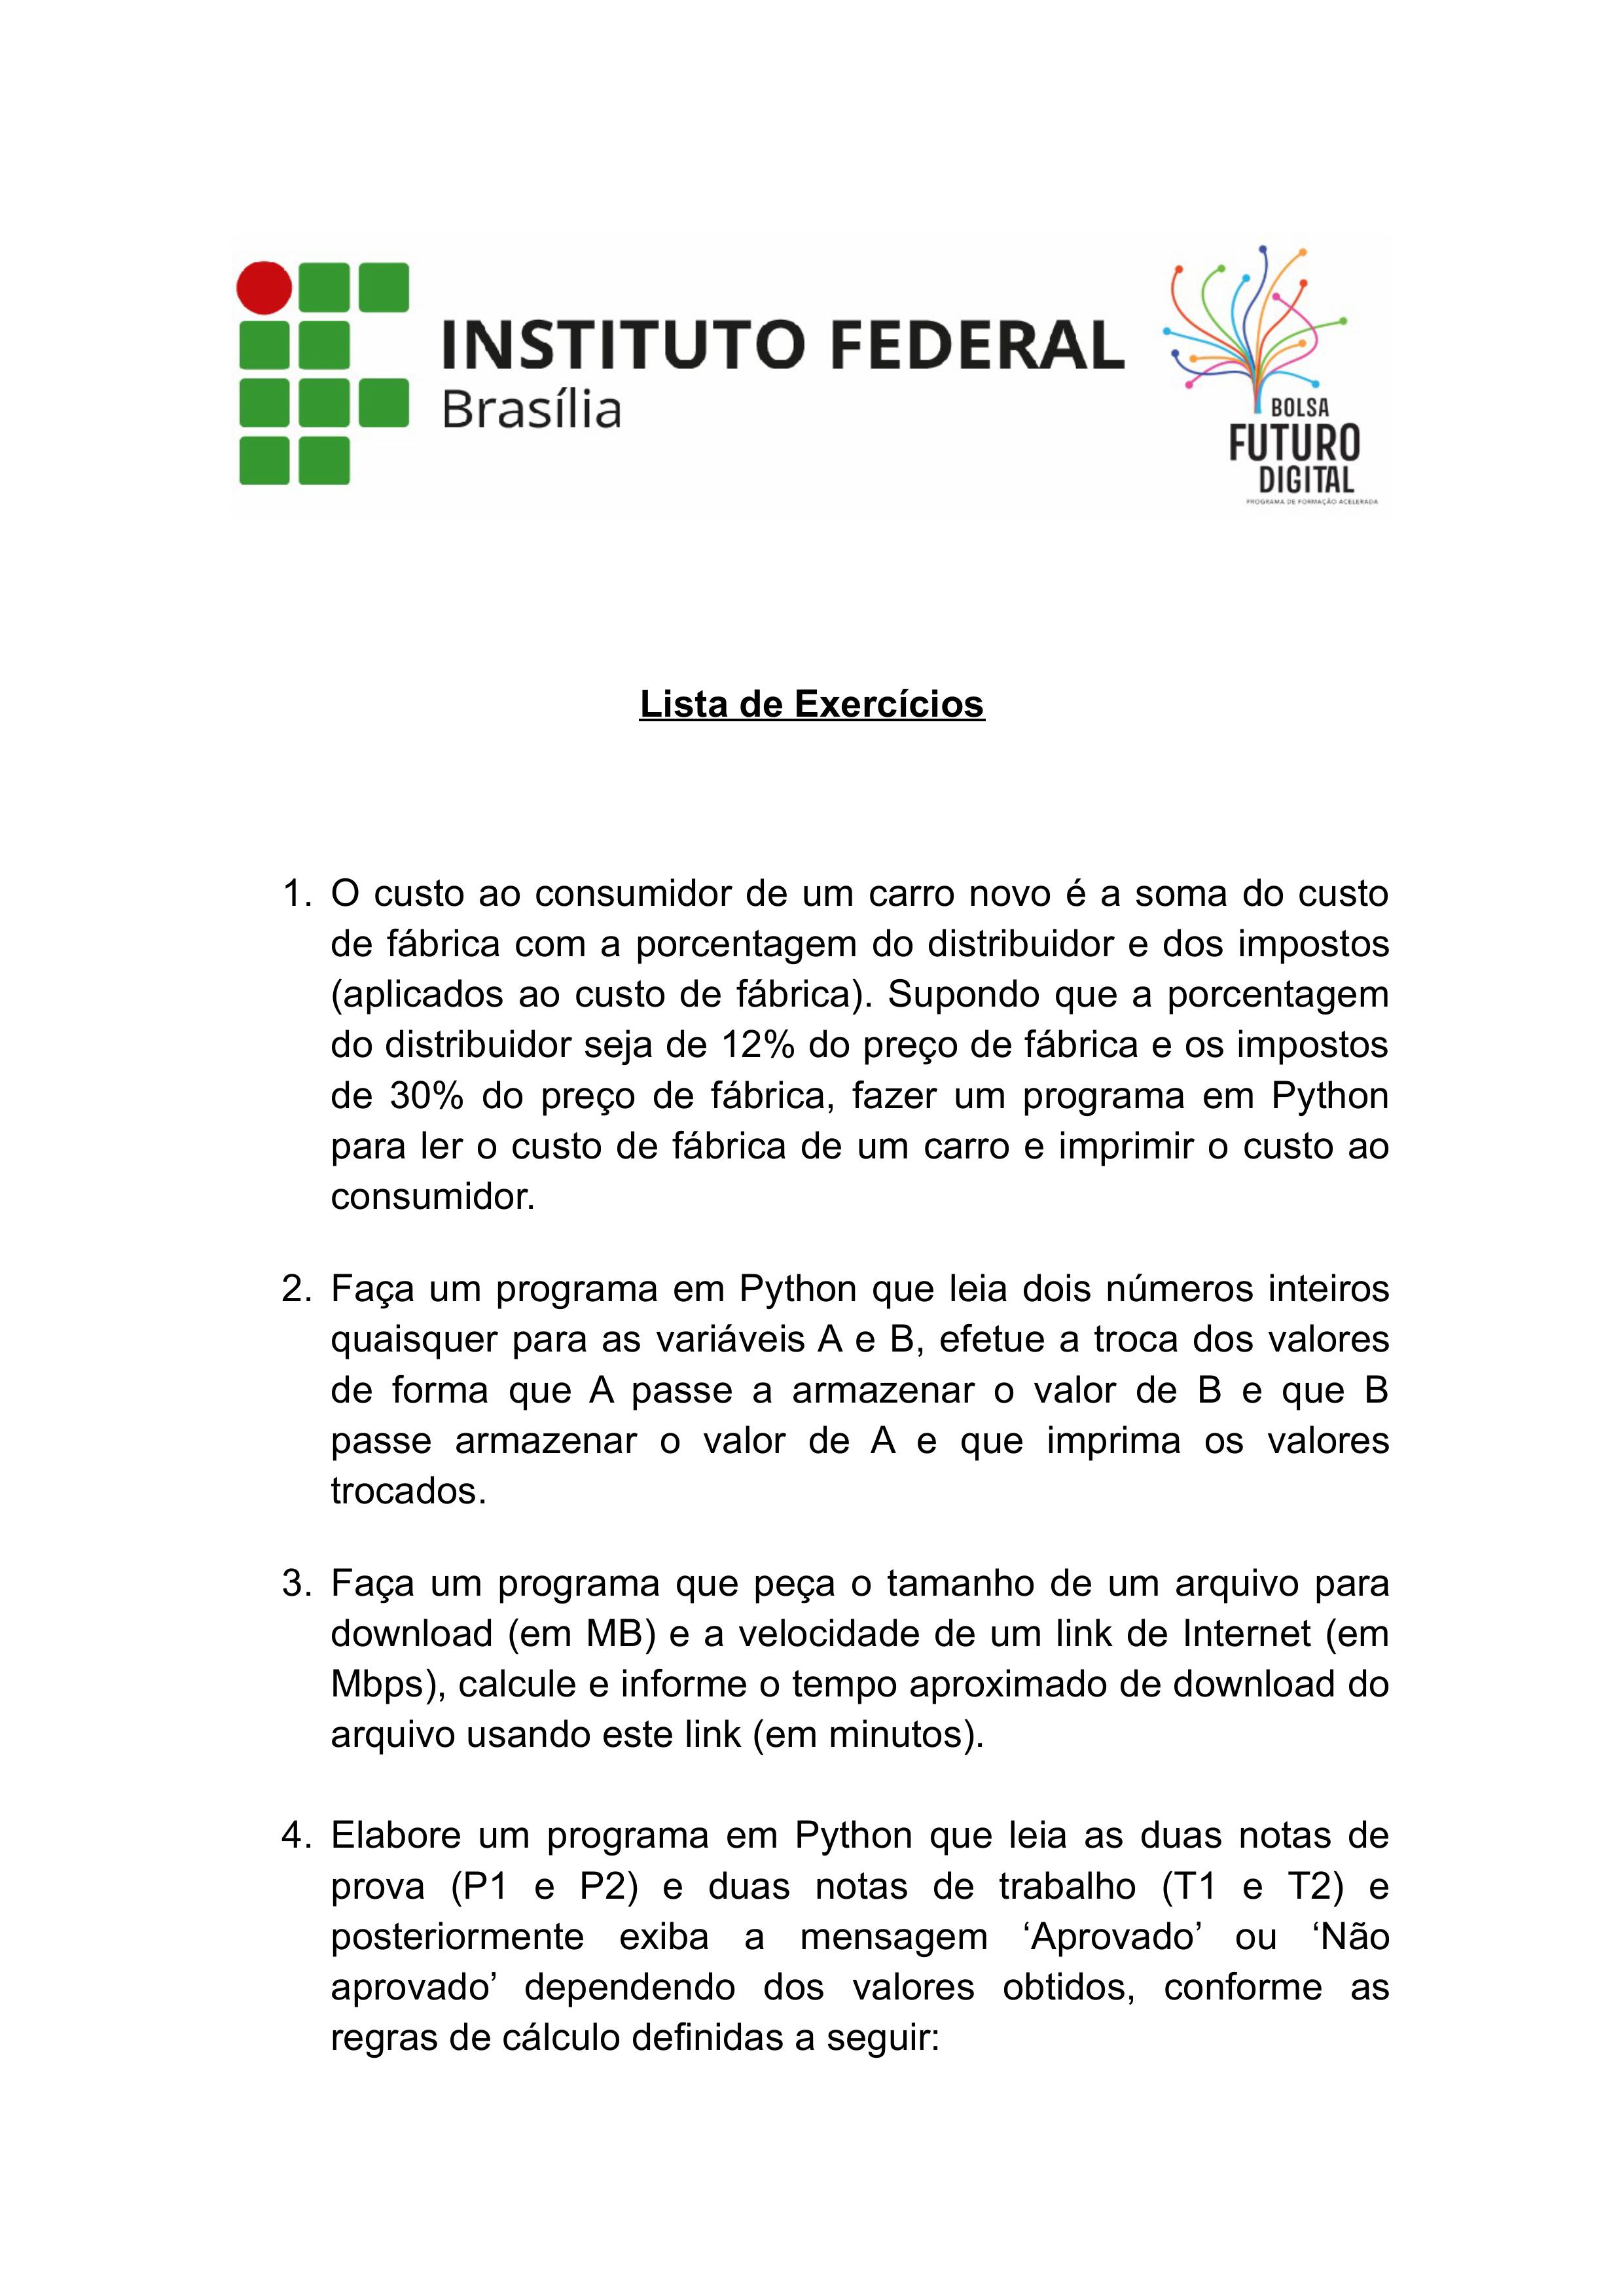 INSTITUTO FEDERAL
Brasília
BOLSA
FUTURO
DIGITAL
PROGRAMA DE FORMAÇÃO ACELERADA
Lista de Exercícios
1. O custo ao consumidor de um carro novo é a soma do custo
de fábrica com a porcentagem do distribuidor e dos impostos
(aplicados ao custo de fábrica). Supondo que a porcentagem
do distribuidor seja de 12% do preço de fábrica e os impostos
de 30% do preço de fábrica, fazer um programa em Python
para ler o custo de fábrica de um carro e imprimir o custo ao
consumidor.
2. Faça um programa em Python que leia dois números inteiros
quaisquer para as variáveis A e B, efetue a troca dos valores
de forma que A passe a armazenar o valor de B e que B
passe armazenar o valor de A e que imprima os valores
trocados.
3. Faça um programa que peça o tamanho de um arquivo para
download (em MB) e a velocidade de um link de Internet (em
Mbps), calcule e informe o tempo aproximado de download do
arquivo usando este link (em minutos).
4. Elabore um programa em Python que leia as duas notas de
prova (P1 e P2) e duas notas de trabalho (T1 e T2) e
posteriormente exiba a mensagem ‘Aprovado’ ou ‘Não
aprovado’ dependendo dos valores obtidos, conforme as
regras de cálculo definidas a seguir: